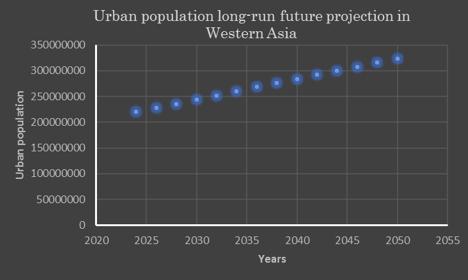 Urban population long-run future projection in
Western Asia
350000000
300000000
250000000
200000000
150000000
100000000
50000000
0
Urban population
2020 2025 2030 2035 2040 2045 2050 2055
Years